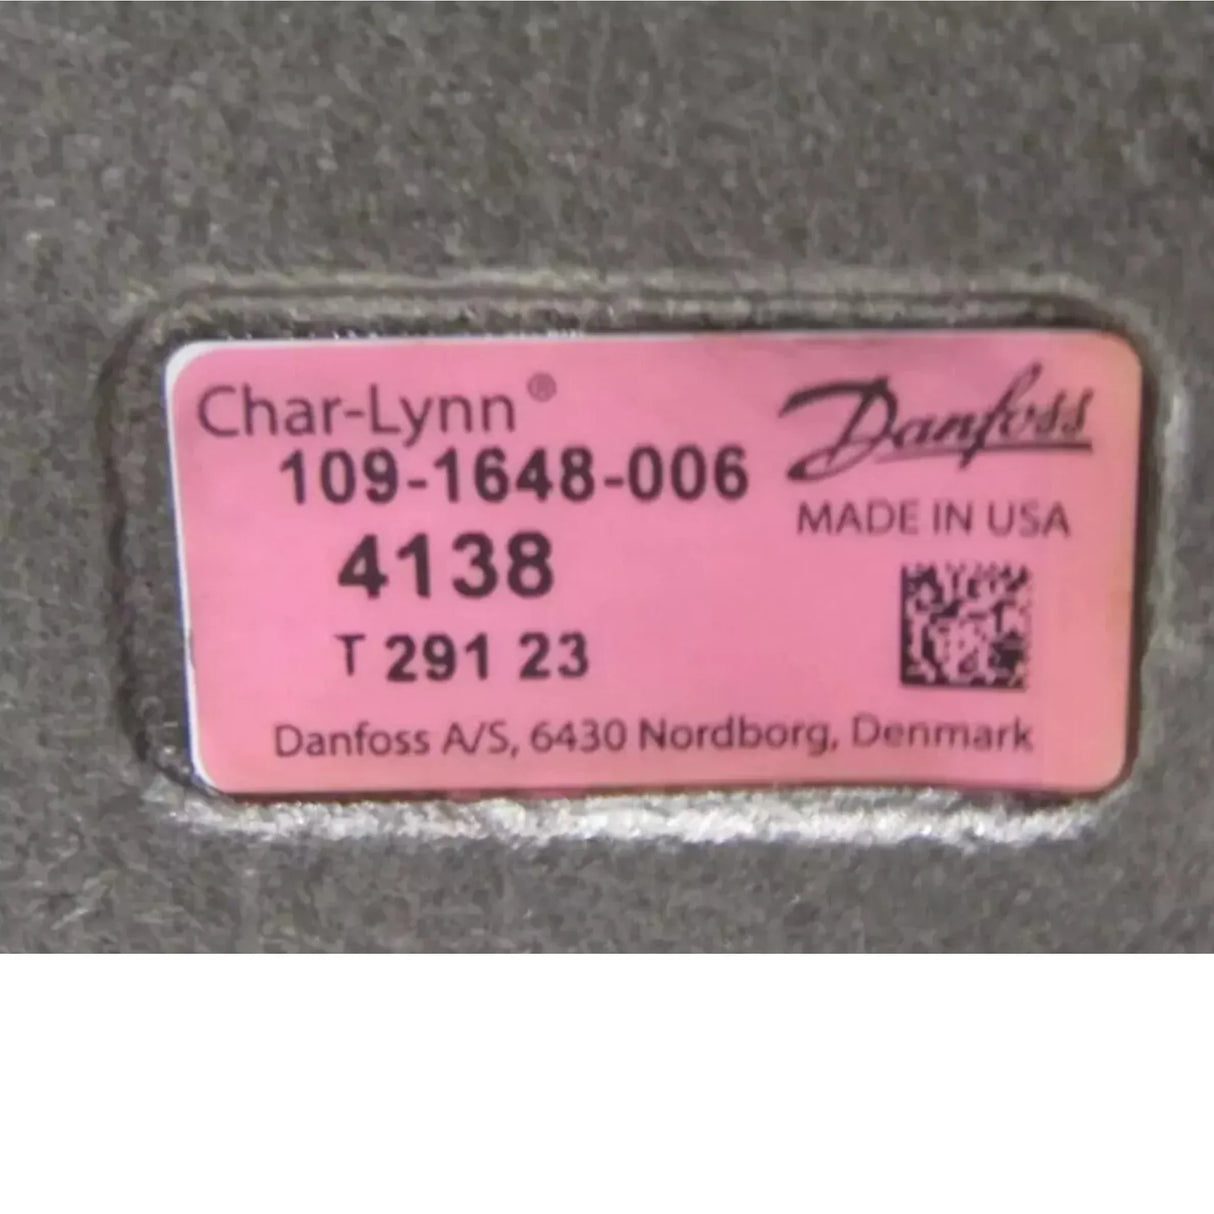 Char-Lynn®
Danfoss
109-1648-006
MADE IN USA
4138
T 291 23
Danfoss A/S, 6430 Nordborg, Denmark